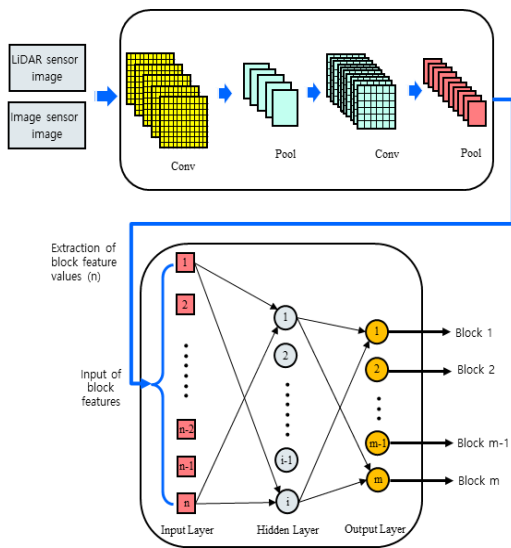 LiDAR sensor
image
Image sensor
image
Conv
Pool
Conv
Pool
Extraction of
block feature
values (n)
Input of
block
features
1
2
n-2
n-1
n
Input Layer
1
2
i-1
i
Hidden Layer
1
2
m-1
m
Output Layer
Block 1
Block 2
Block m-1
Block m